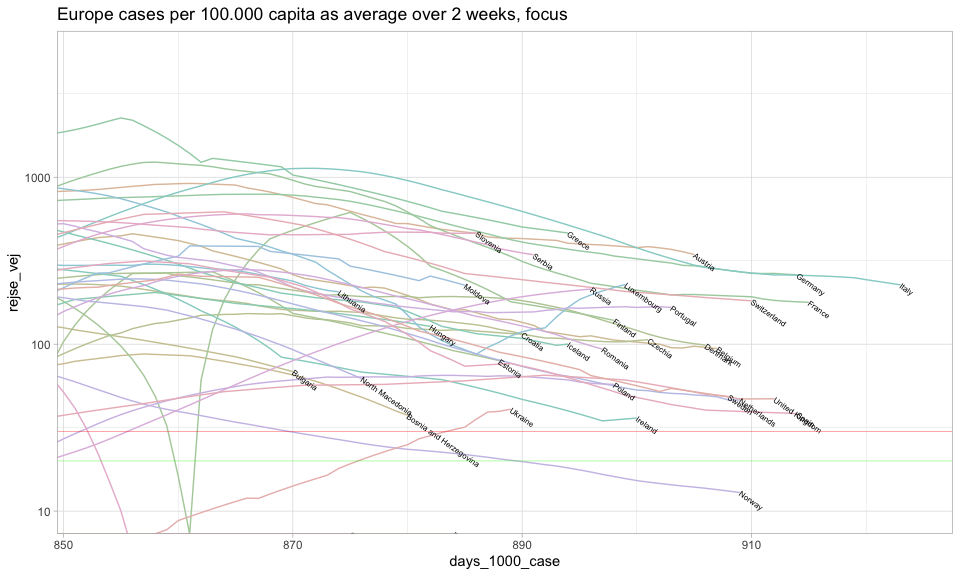 Europe cases per 100.000 capita as average over 2 weeks, focus
rejse_vej
1000
100
10
Slovenia
Greece
Serbia
Austria
Germany
Italy
Moldova
Lithuania
Russia
Luxembourg
Portugal
Switzerland
France
Hungary
Croatia
Finland
Czechia
Iceland
Romania
Denmark
Belgium
Estonia
Bulgaria
North Macedonia
Poland
Sweden
Netherlands
United Kingdom
Ukraine
Bosnia and Herzegovina
Ireland
Norway
850
870
890
910
days_1000_case